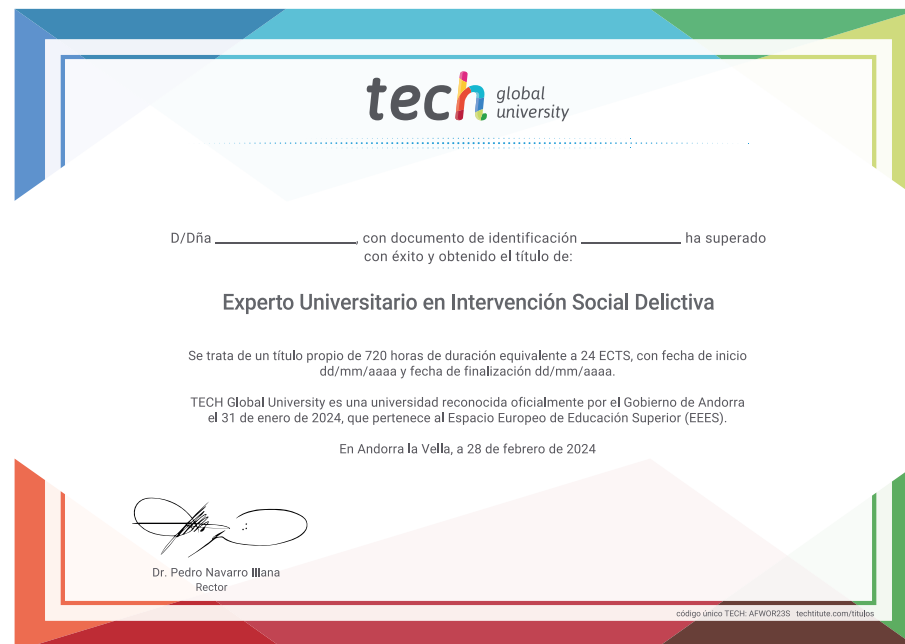 tech global university
D/Dña ____________________, con documento de identificación ______________ ha superado
con éxito y obtenido el título de:
Experto Universitario en Intervención Social Delictiva
Se trata de un título propio de 720 horas de duración equivalente a 24 ECTS, con fecha de inicio
dd/mm/aaaa y fecha de finalización dd/mm/aaaa.
TECH Global University es una universidad reconocida oficialmente por el Gobierno de Andorra
el 31 de enero de 2024, que pertenece al Espacio Europeo de Educación Superior (EEES).
En Andorra la Vella, a 28 de febrero de 2024
Dr. Pedro Navarro Illana
Rector
código único TECH: AFWOR23S techtitute.com/titulos